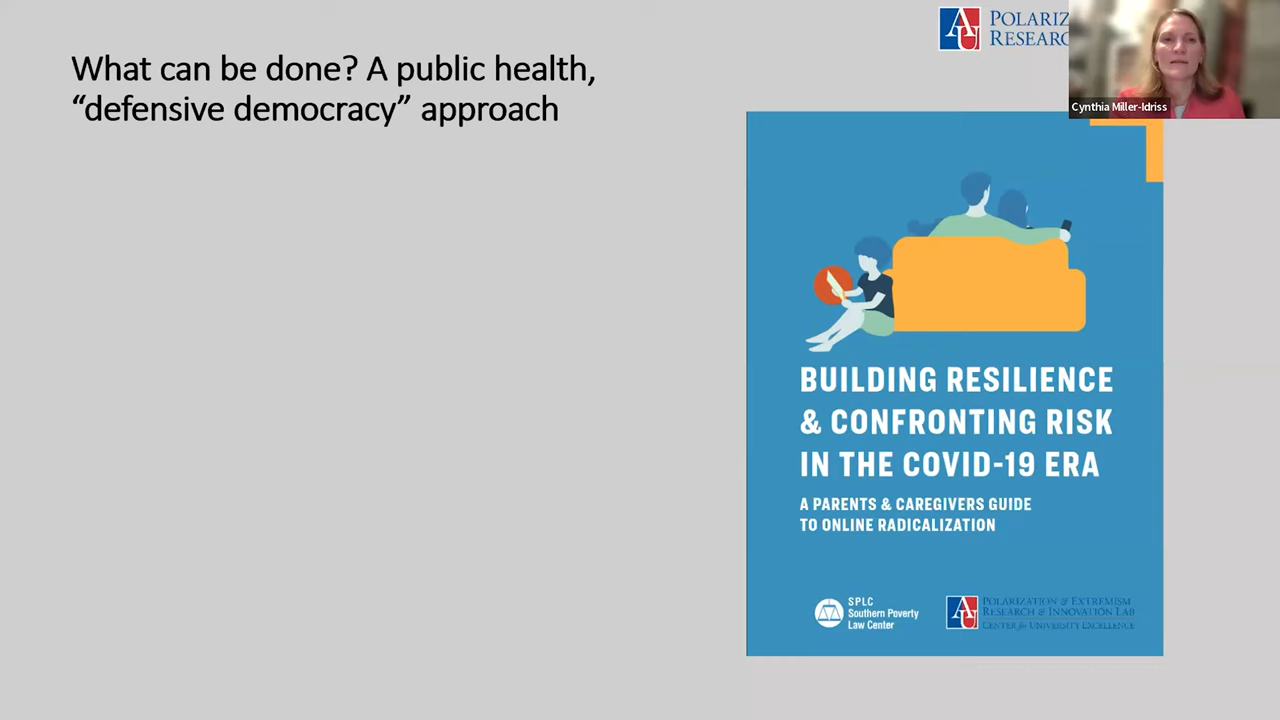 What can be done? A public health,
“defensive democracy” approach
AU
POLARIZ
RESEARC
Cynthia Miller-Idriss
BUILDING RESILIENCE
& CONFRONTING RISK
IN THE COVID-19 ERA
A PARENTS & CAREGIVERS GUIDE
TO ONLINE RADICALIZATION
SPLC
Southern Poverty
Law Center
AU
POLARIZATION & EXTREMISM
RESEARCH & INNOVATION LAB
CENTER for UNIVERSITY EXCELLENCE